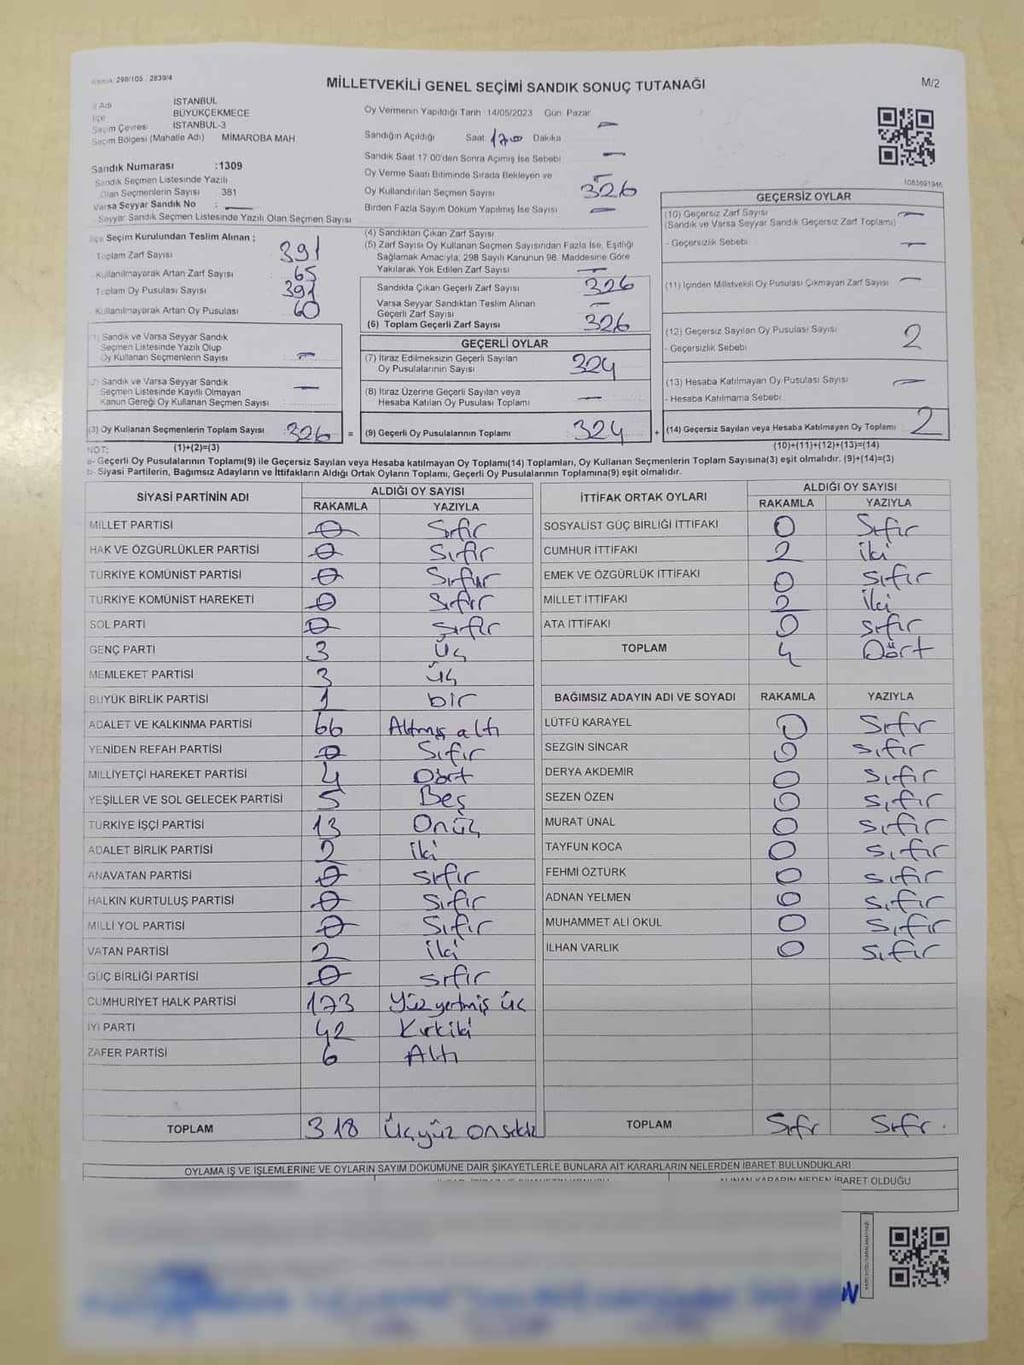 298/105 2839/4
MİLLETVEKİLİ GENEL SEÇİMİ SANDIK SONUÇ TUTANAĞI
M/2
İl Adı İSTANBUL
İlçe BÜYÜKÇEKMECE
Seçim Çevresi İSTANBUL-3
Seçim Bölgesi (Mahalle Adı) MİMAROBA MAH
Sandık Numarası :1309
Sandık Seçmen Listesinde Yazılı
Olan Seçmenlerin Sayısı 381
Varsa Seyyar Sandık No : —
Seyyar Sandık Seçmen Listesinde Yazılı Olan Seçmen Sayısı
Oy Vermenin Yapıldığı Tarih 14/05/2023 Gün Pazar
Sandığın Açıldığı Saat 17:00 Dakika —
Sandık Saat 17:00'den Sonra Açımış İse Sebebi —
Oy Verme Saati Bitiminde Sırada Bekleyen ve —
Oy Kullandırılan Seçmen Sayısı 326
Birden Fazla Sayım Döküm Yapılmış İse Sayısı —
1083691946
İlçe Seçim Kurulundan Teslim Alınan ;
Toplam Zarf Sayısı 391
Kullanılmayarak Artan Zarf Sayısı 65
Toplam Oy Pusulası Sayısı 391
Kullanılmayarak Artan Oy Pusulası 60
(1) Sandık ve Varsa Seyyar Sandık
Seçmen Listesinde Yazılı Olup
Oy Kullanan Seçmenlerin Sayısı —
(2) Sandık ve Varsa Seyyar Sandık
Seçmen Listesinde Kayıtlı Olmayan
Kanun Gereği Oy Kullanan Seçmen Sayısı —
(3) Oy Kullanan Seçmenlerin Toplam Sayısı 326 =
(1)+(2)=(3)
(4) Sandıktan Çıkan Zarf Sayısı
(5) Zarf Sayısı Oy Kullanan Seçmen Sayısından Fazla İse, Eşitliği
Sağlamak Amacıyla; 298 Sayılı Kanunun 98. Maddesine Göre
Yakılarak Yok Edilen Zarf Sayısı —
Sandıkta Çıkan Geçerli Zarf Sayısı 326
Varsa Seyyar Sandıktan Teslim Alınan
Geçerli Zarf Sayısı —
(6) Toplam Geçerli Zarf Sayısı 326
GEÇERLİ OYLAR
(7) İtiraz Edilmeksizin Geçerli Sayılan
Oy Pusulalarının Sayısı 324
(8) İtiraz Üzerine Geçerli Sayılan veya
Hesaba Katılan Oy Pusulası Toplamı —
(9) Geçerli Oy Pusulalarının Toplamı 324 +
GEÇERSİZ OYLAR
(10) Geçersiz Zarf Sayısı —
(Sandık ve Varsa Seyyar Sandık Geçersiz Zarf Toplamı)
- Geçersizlik Sebebi —
(11) İçinden Milletvekili Oy Pusulası Çıkmayan Zarf Sayısı —
(12) Geçersiz Sayılan Oy Pusulası Sayısı 2
- Geçersizlik Sebebi
(13) Hesaba Katılmayan Oy Pusulası Sayısı —
- Hesaba Katılmama Sebebi
(14) Geçersiz Sayılan veya Hesaba Katılmayan Oy Toplamı 2
(10)+(11)+(12)+(13)=(14)
NOT:
a- Geçerli Oy Pusulalarının Toplamı(9) ile Geçersiz Sayılan veya Hesaba katılmayan Oy Toplamı(14) Toplamları, Oy Kullanan Seçmenlerin Toplam Sayısına(3) eşit olmalıdır. (9)+(14)=(3)
b- Siyasi Partilerin, Bağımsız Adayların ve İttifakların Aldığı Ortak Oyların Toplamı, Geçerli Oy Pusulalarının Toplamına(9) eşit olmalıdır.
SİYASİ PARTİNİN ADI ALDIĞI OY SAYISI
RAKAMLA YAZIYLA
MİLLET PARTİSİ 0 Sıfır
HAK VE ÖZGÜRLÜKLER PARTİSİ 0 Sıfır
TÜRKİYE KOMÜNİST PARTİSİ 0 Sıfır
TÜRKİYE KOMÜNİST HAREKETİ 0 Sıfır
SOL PARTİ 0 Sıfır
GENÇ PARTİ 3 Üç
MEMLEKET PARTİSİ 3 Üç
BÜYÜK BİRLİK PARTİSİ 1 bir
ADALET VE KALKINMA PARTİSİ 66 Altmış altı
YENİDEN REFAH PARTİSİ 0 Sıfır
MİLLİYETÇİ HAREKET PARTİSİ 4 Dört
YEŞİLLER VE SOL GELECEK PARTİSİ 5 Beş
TÜRKİYE İŞÇİ PARTİSİ 13 Onüç
ADALET BİRLİK PARTİSİ 2 iki
ANAVATAN PARTİSİ 0 sıfır
HALKIN KURTULUŞ PARTİSİ 0 Sıfır
MİLLİ YOL PARTİSİ 0 Sıfır
VATAN PARTİSİ 2 iki
GÜÇ BİRLİĞİ PARTİSİ 0 sıfır
CUMHURİYET HALK PARTİSİ 173 Yüz yetmiş üç
İYİ PARTİ 42 Kırkiki
ZAFER PARTİSİ 6 Altı
TOPLAM 318 Üçyüz onsekiz
İTTİFAK ORTAK OYLARI ALDIĞI OY SAYISI
RAKAMLA YAZIYLA
SOSYALİST GÜÇ BİRLİĞİ İTTİFAKI 0 Sıfır
CUMHUR İTTİFAKI 2 iki
EMEK VE ÖZGÜRLÜK İTTİFAKI 0 sıfır
MİLLET İTTİFAKI 2 iki
ATA İTTİFAKI 0 sıfır
TOPLAM 4 Dört
BAĞIMSIZ ADAYIN ADI VE SOYADI RAKAMLA YAZIYLA
LÜTFÜ KARAYEL 0 Sıfır
SEZGİN SİNCAR 0 sıfır
DERYA AKDEMİR 0 sıfır
SEZEN ÖZEN 0 sıfır
MURAT ÜNAL 0 sıfır
TAYFUN KOCA 0 sıfır
FEHMİ ÖZTÜRK 0 sıfır
ADNAN YELMEN 0 sıfır
MUHAMMET ALİ OKUL 0 sıfır
İLHAN VARLIK 0 sıfır
TOPLAM Sıfır Sıfır.
OYLAMA İŞ VE İŞLEMLERİNE VE OYLARIN SAYIM DÖKÜMÜNE DAİR ŞİKAYETLERLE BUNLARA AİT KARARLARIN NELERDEN İBARET BULUNDUKLARI
ALINAN KARARIN NEDEN İBARET OLDUĞU